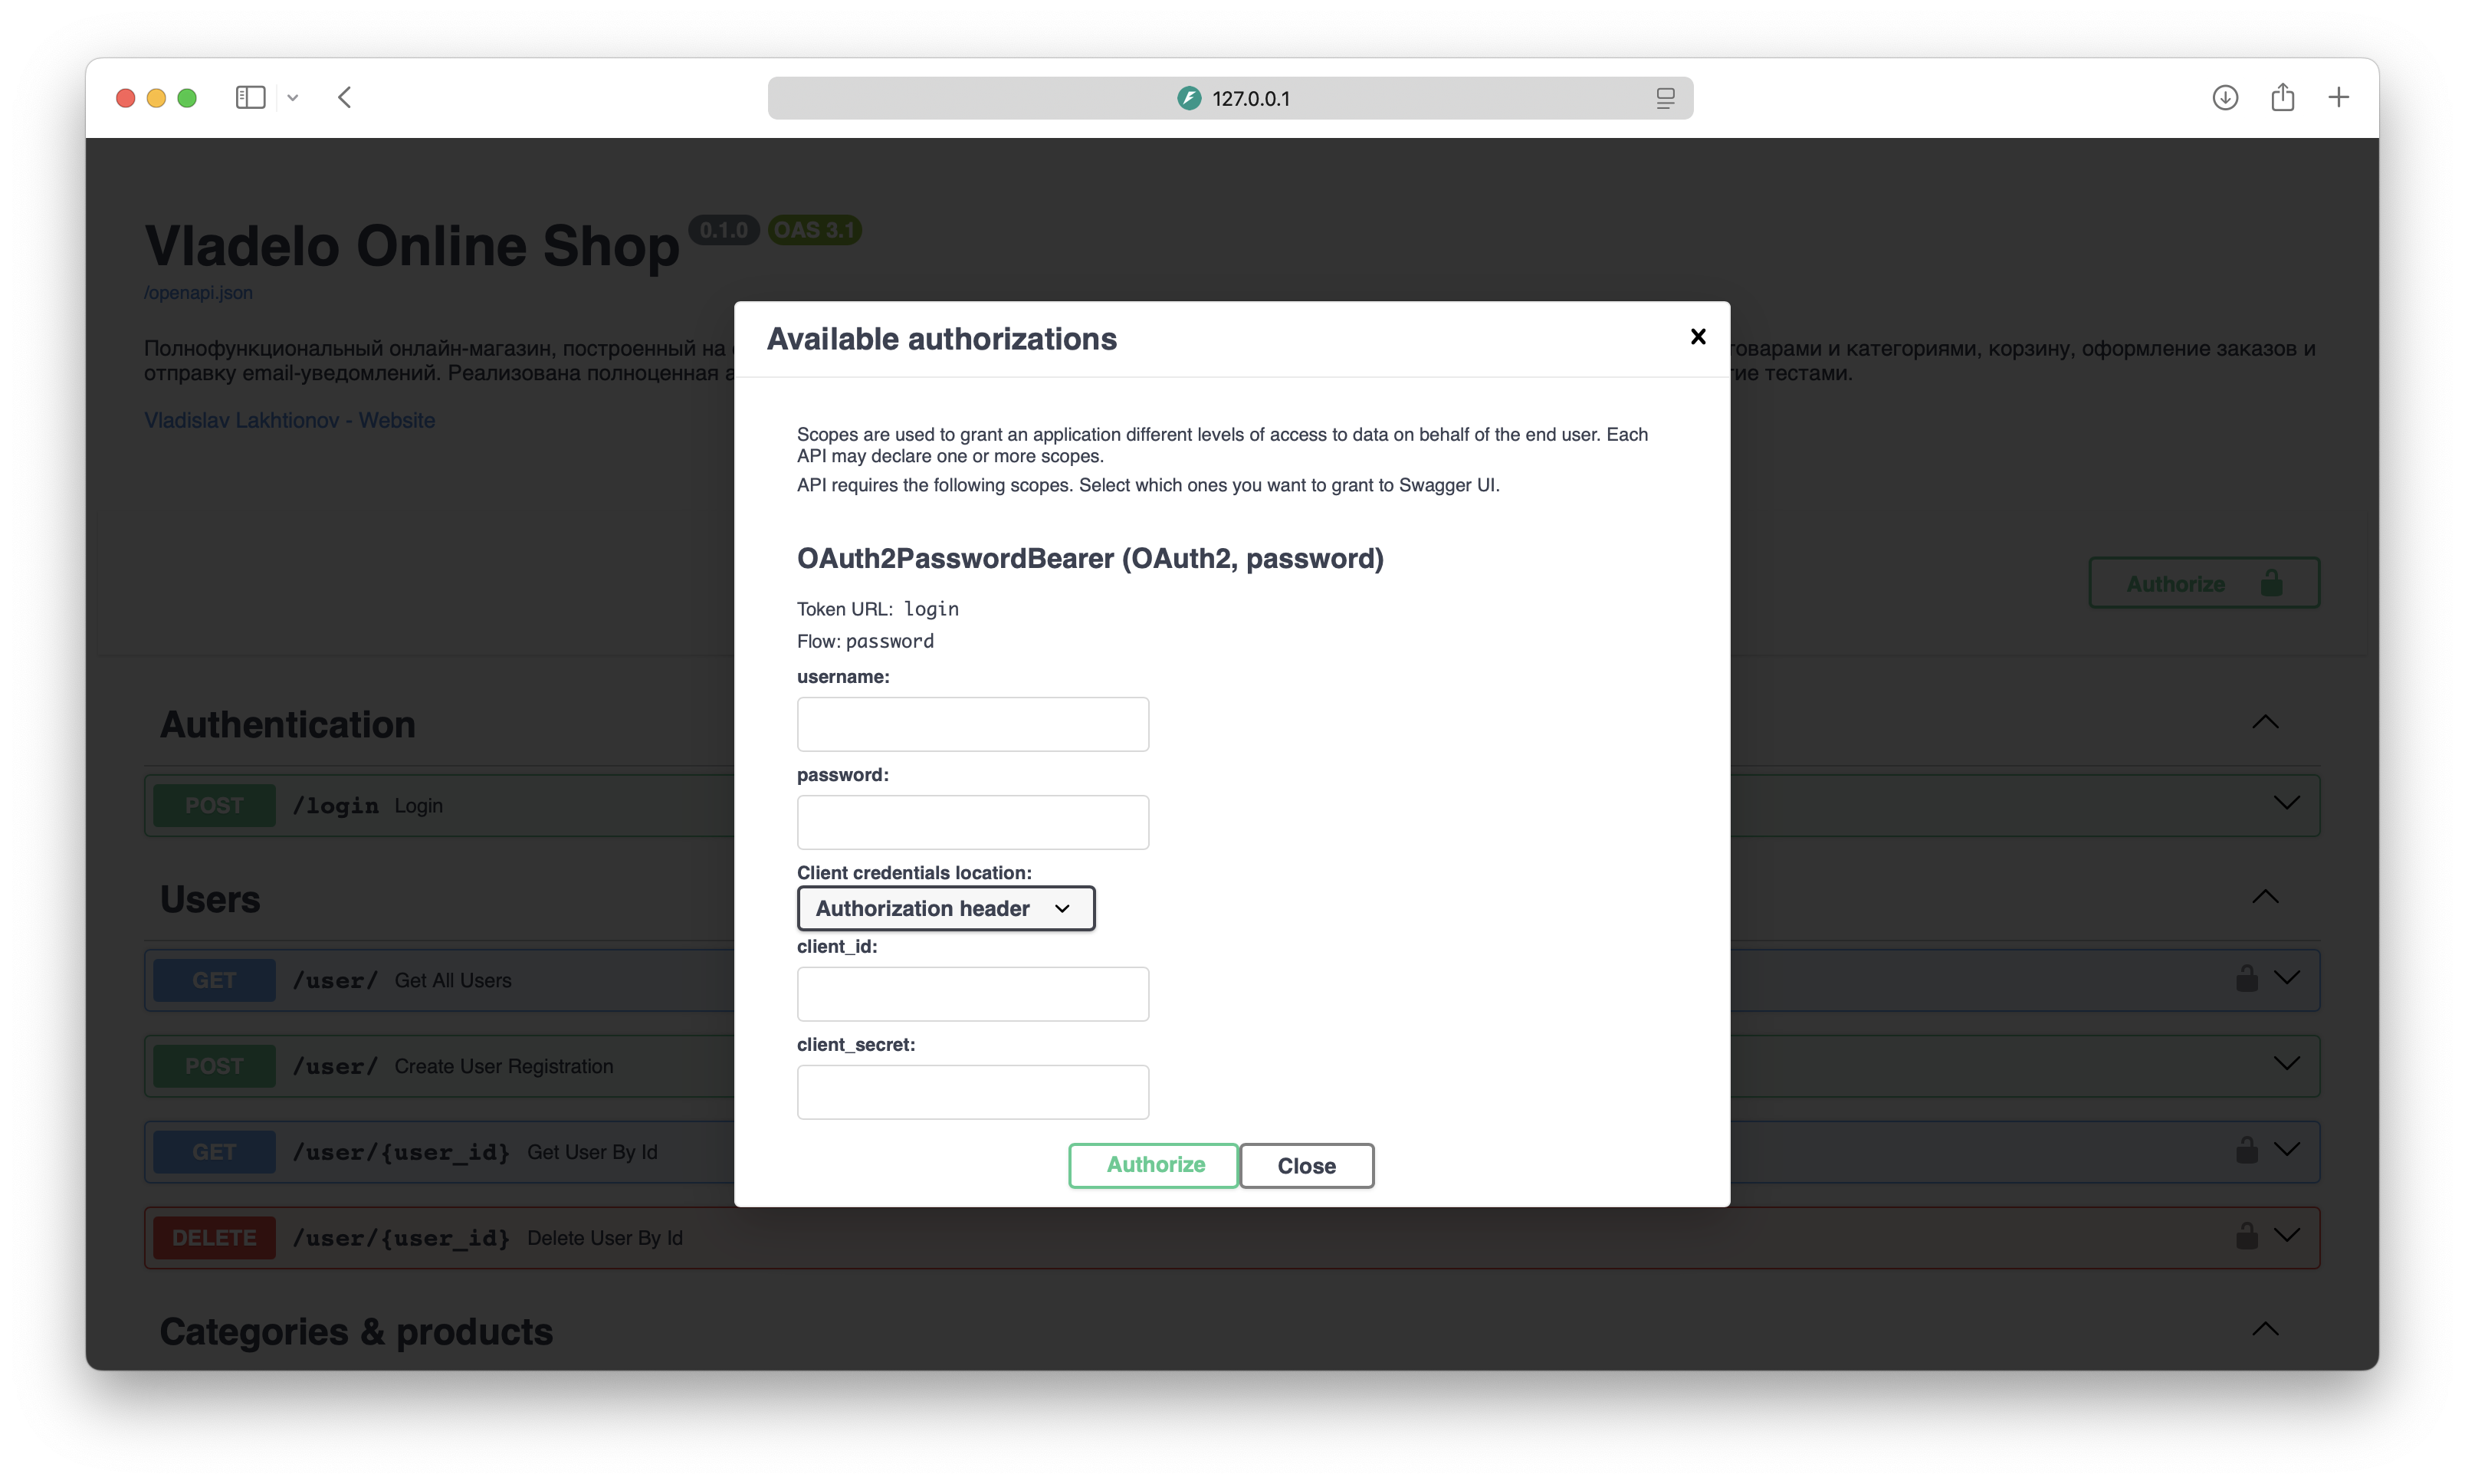 127.0.0.1
Vladelo Online Shop 0.1.0 OAS 3.1
/openapi.json
Полнофункциональный онлайн-магазин, построенный на
оварами и категориями, корзину, оформление заказов и
отправку email-уведомлений. Реализована полноценная
ие тестами.
Vladislav Lakhtionov - Website
Authorize
Available authorizations
Scopes are used to grant an application different levels of access to data on behalf of the end user. Each
API may declare one or more scopes.
API requires the following scopes. Select which ones you want to grant to Swagger UI.
OAuth2PasswordBearer (OAuth2, password)
Token URL: login
Flow: password
username:
password:
Client credentials location:
Authorization header
client_id:
client_secret:
Authorize
Close
Authentication
POST /login Login
Users
GET /user/ Get All Users
POST /user/ Create User Registration
GET /user/{user_id} Get User By Id
DELETE /user/{user_id} Delete User By Id
Categories & products